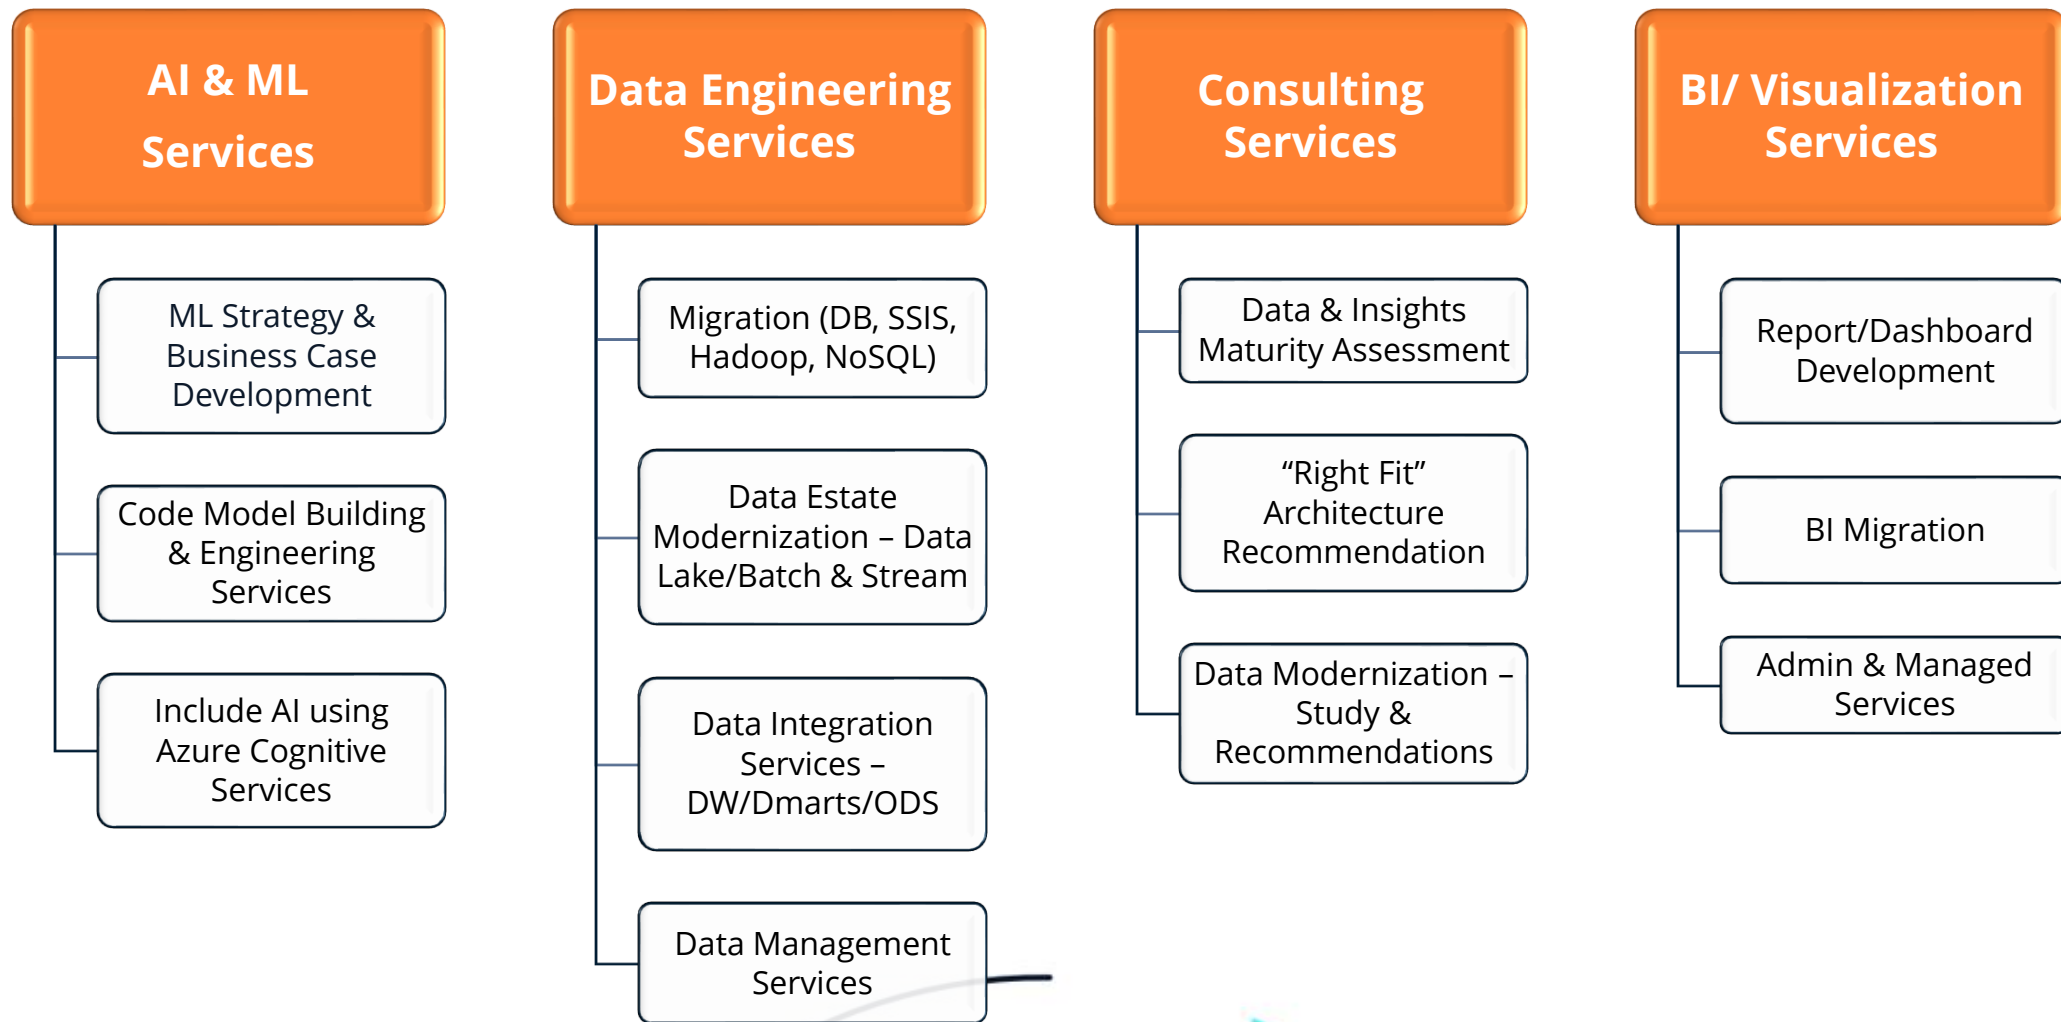 AI & ML
Services
ML Strategy &
Business Case
Development
Code Model Building
& Engineering
Services
Include AI using
Azure Cognitive
Services
Data Engineering
Services
Migration (DB, SSIS,
Hadoop, NoSQL)
Data Estate
Modernization – Data
Lake/Batch & Stream
Data Integration
Services –
DW/Dmarts/ODS
Data Management
Services
Consulting
Services
Data & Insights
Maturity Assessment
“Right Fit”
Architecture
Recommendation
Data Modernization –
Study &
Recommendations
BI/ Visualization
Services
Report/Dashboard
Development
BI Migration
Admin & Managed
Services